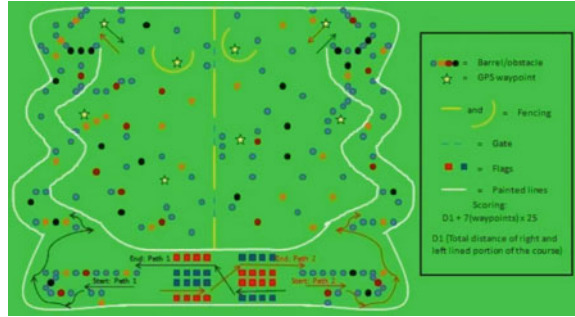 = Barrel/obstacle
= GPS waypoint
and
= Fencing
= Gate
= Flags
= Painted lines
Scoring:
D1 + 7(waypoints) x 25
D1 (Total distance of right and
left lined portion of the course)
End: Path 1
End: Path 2
Start: Path 1
Start: Path 2